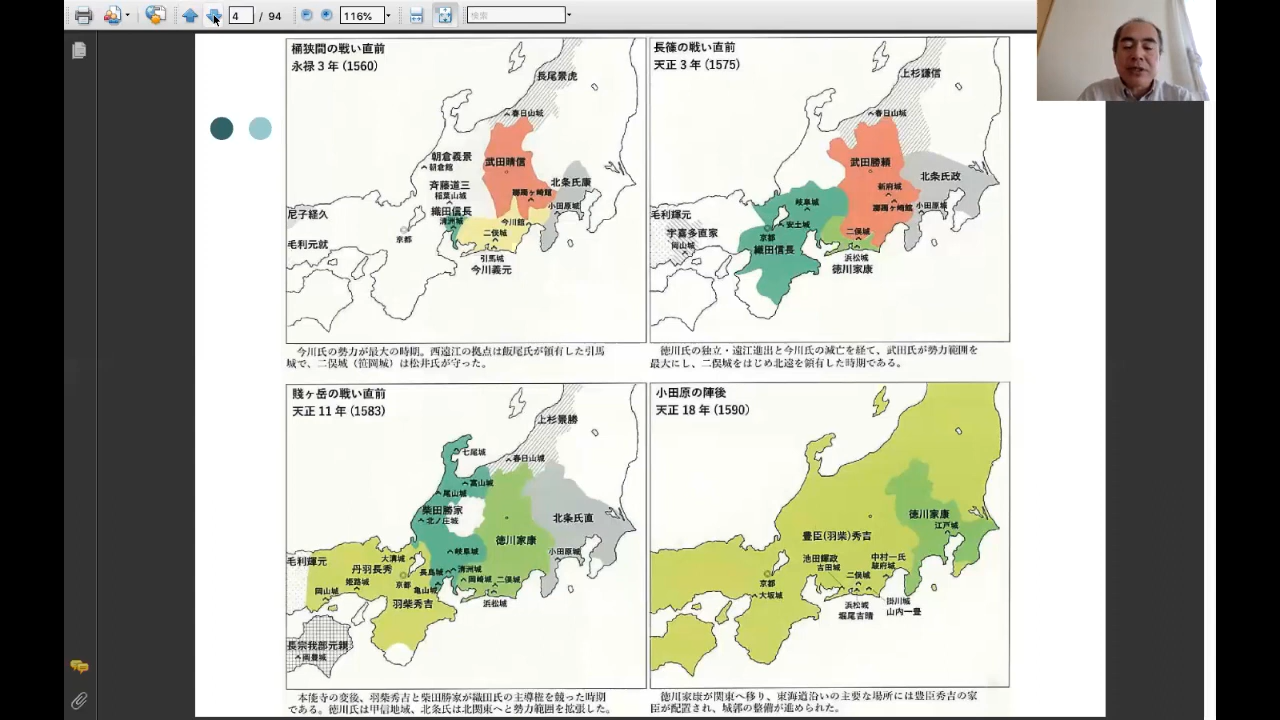 4 / 94
116%
検索
桶狭間の戦い直前
永禄3年 (1560)
長尾景虎
春日山城
朝倉義景
朝倉館
武田晴信
斉藤道三
稲葉山城
躑躅ヶ崎館
北条氏康
小田原城
織田信長
清洲城
今川館
二俣城
尼子経久
京都
毛利元就
引馬城
今川義元
今川氏の勢力が最大の時期。西遠江の拠点は飯尾氏が領有した引馬
城で、二俣城（笹岡城）は松井氏が守った。
長篠の戦い直前
天正3年 (1575)
上杉謙信
春日山城
武田勝頼
北条氏政
新府城
岐阜城
躑躅ヶ崎館
小田原城
毛利輝元
安土城
宇喜多直家
京都
二俣城
岡山城
織田信長
浜松城
徳川家康
徳川氏の独立・遠江進出と今川氏の滅亡を経て、武田氏が勢力範囲を
最大にし、二俣城をはじめ北遠を領有した時期である。
賤ヶ岳の戦い直前
天正11年 (1583)
上杉景勝
七尾城
春日山城
富山城
尾山城
柴田勝家
北ノ庄城
北条氏直
徳川家康
岐阜城
小田原城
毛利輝元
大溝城
丹羽長秀
長島城
清洲城
姫路城
京都
岡崎城
二俣城
岡山城
亀山城
羽柴秀吉
浜松城
長宗我部元親
岡豊城
本能寺の変後、羽柴秀吉と柴田勝家が織田氏の主導権を競った時期
である。徳川氏は甲信地域、北条氏は北関東へと勢力範囲を拡張した。
小田原の陣後
天正18年 (1590)
徳川家康
江戸城
豊臣(羽柴)秀吉
池田輝政
吉田城
中村一氏
駿府城
二俣城
京都
大坂城
浜松城
堀尾吉晴
掛川城
山内一豊
徳川家康が関東へ移り、東海道沿いの主要な場所には豊臣秀吉の家
臣が配置され、城郭の整備が進められた。